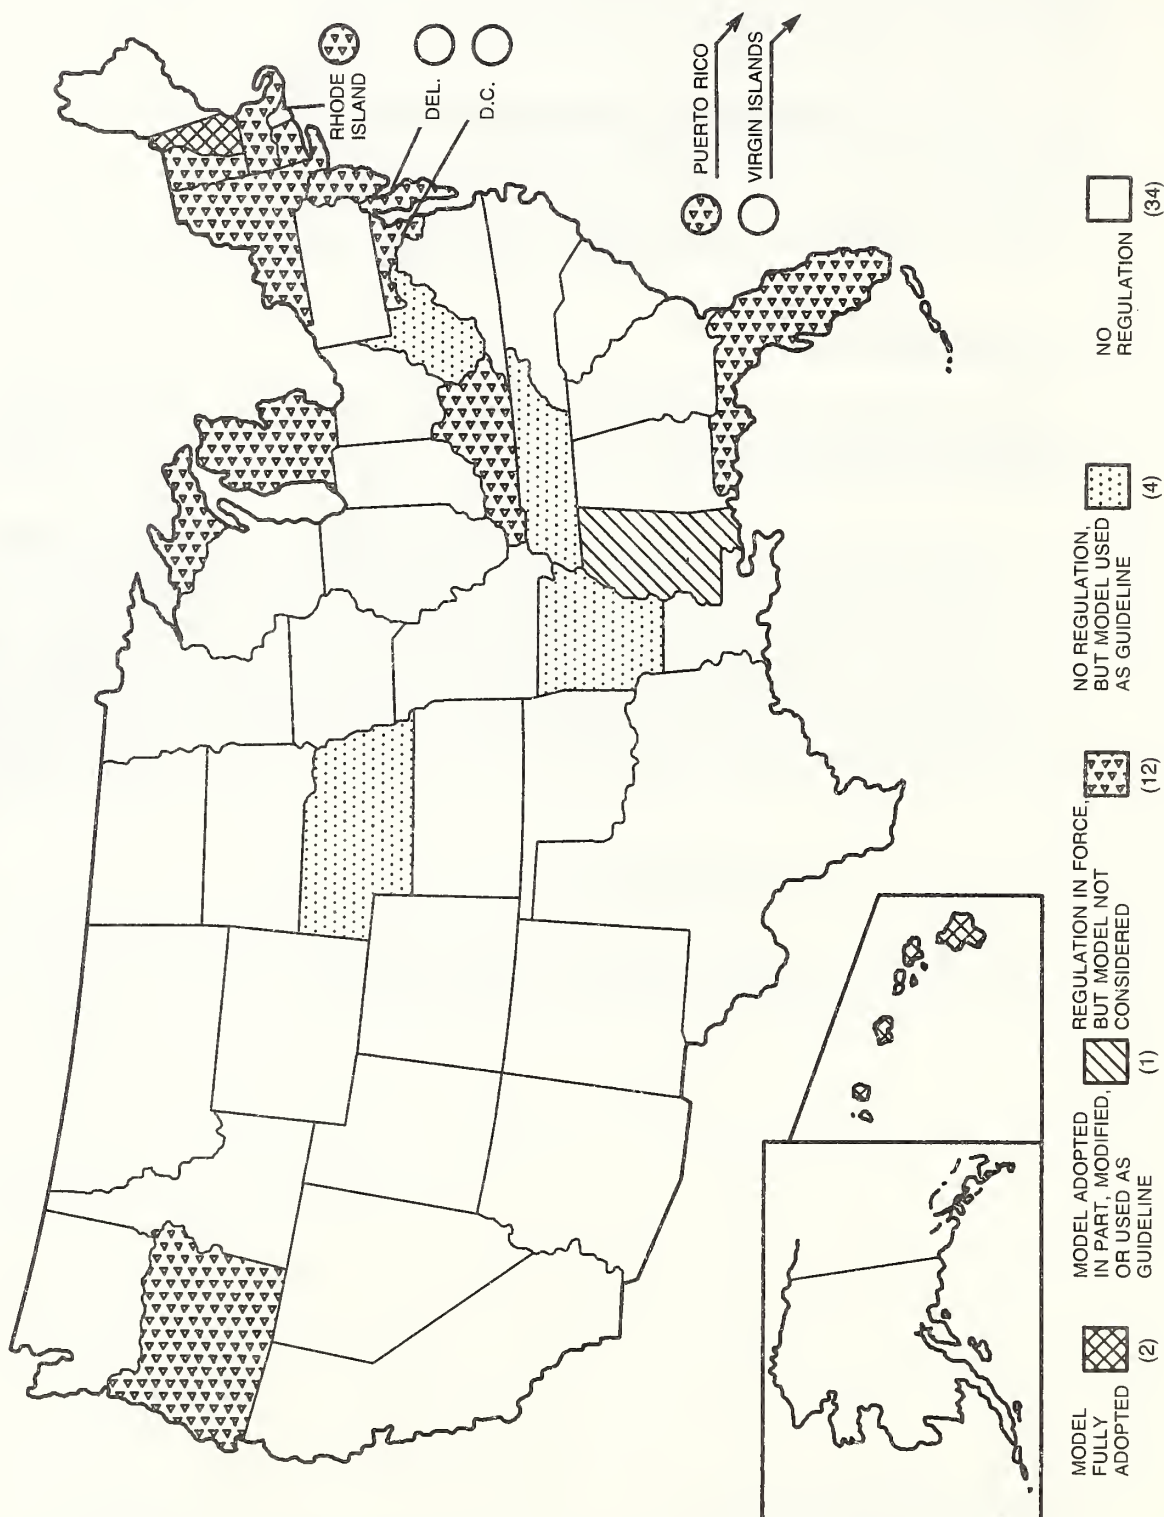 RHODE
ISLAND
DEL.
D.C.
PUERTO RICO
VIRGIN ISLANDS
MODEL
FULLY
ADOPTED
(2)
MODEL ADOPTED
IN PART, MODIFIED,
OR USED AS
GUIDELINE
(1)
REGULATION IN FORCE,
BUT MODEL NOT
CONSIDERED
(12)
NO REGULATION,
BUT MODEL USED
AS GUIDELINE
(4)
NO
REGULATION
(34)